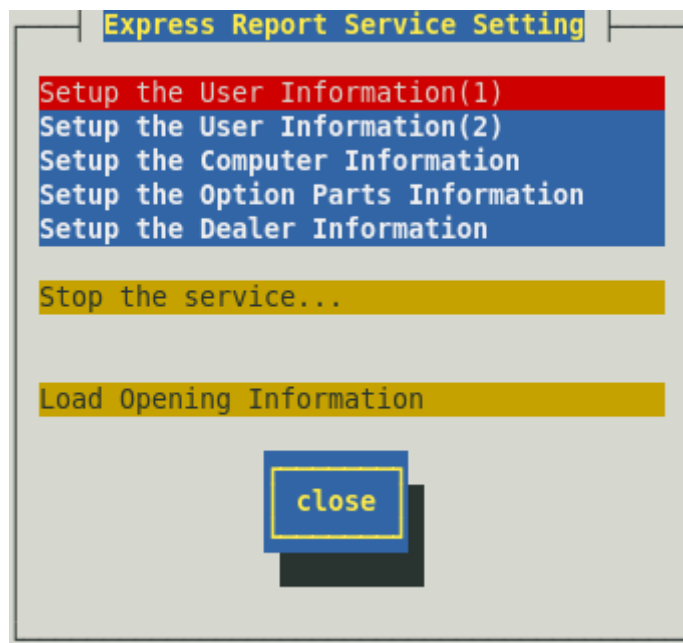 Express Report Service Setting
Setup the User Information(1)
Setup the User Information(2)
Setup the Computer Information
Setup the Option Parts Information
Setup the Dealer Information
Stop the service...
Load Opening Information
close